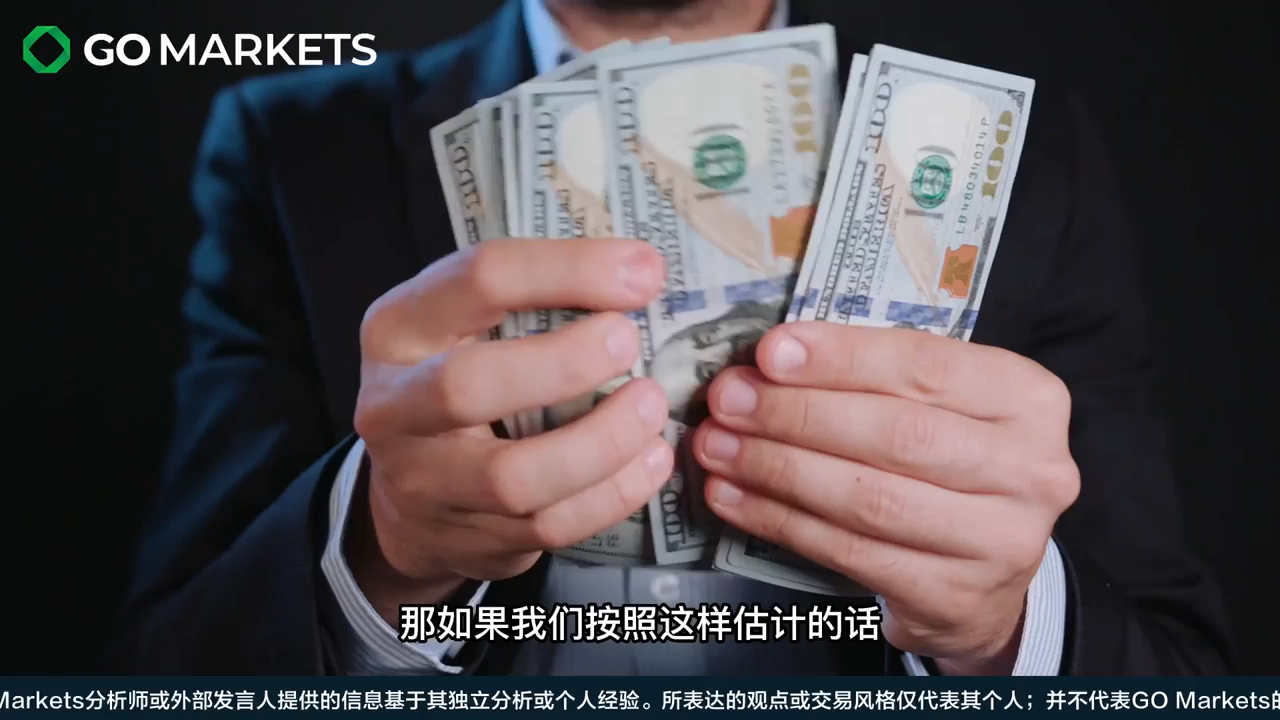 GO MARKETS
100
100
LB48034014P
那如果我们按照这样估计的话
Markets分析师或外部发言人提供的信息基于其独立分析或个人经验。所表达的观点或交易风格仅代表其个人；并不代表GO Markets的